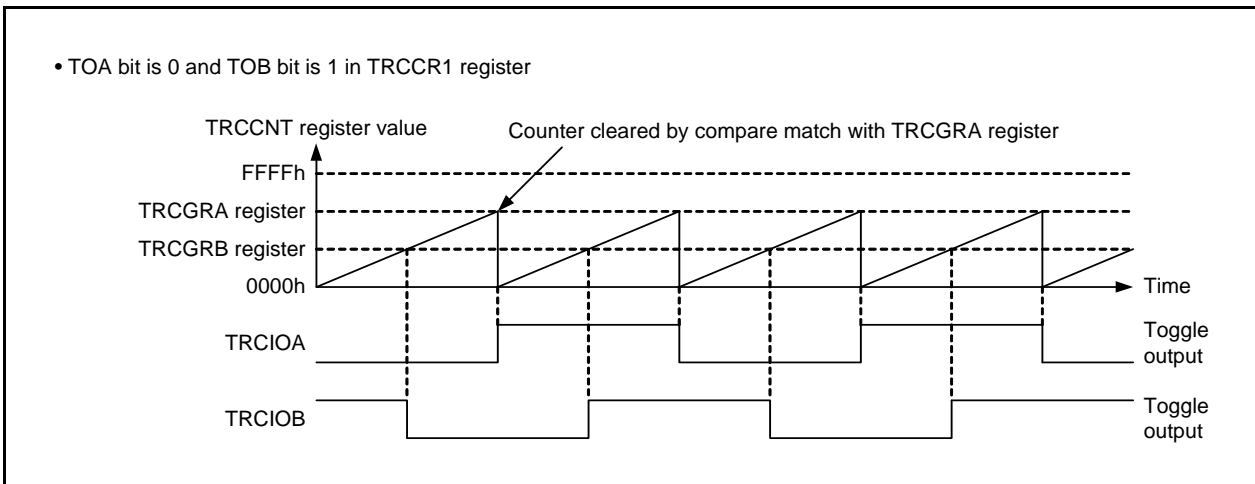 • TOA bit is 0 and TOB bit is 1 in TRCCR1 register
TRCCNT register value
Counter cleared by compare match with TRCGRA register
FFFFh
TRCGRA register
TRCGRB register
0000h
Time
TRCIOA
Toggle
output
TRCIOB
Toggle
output